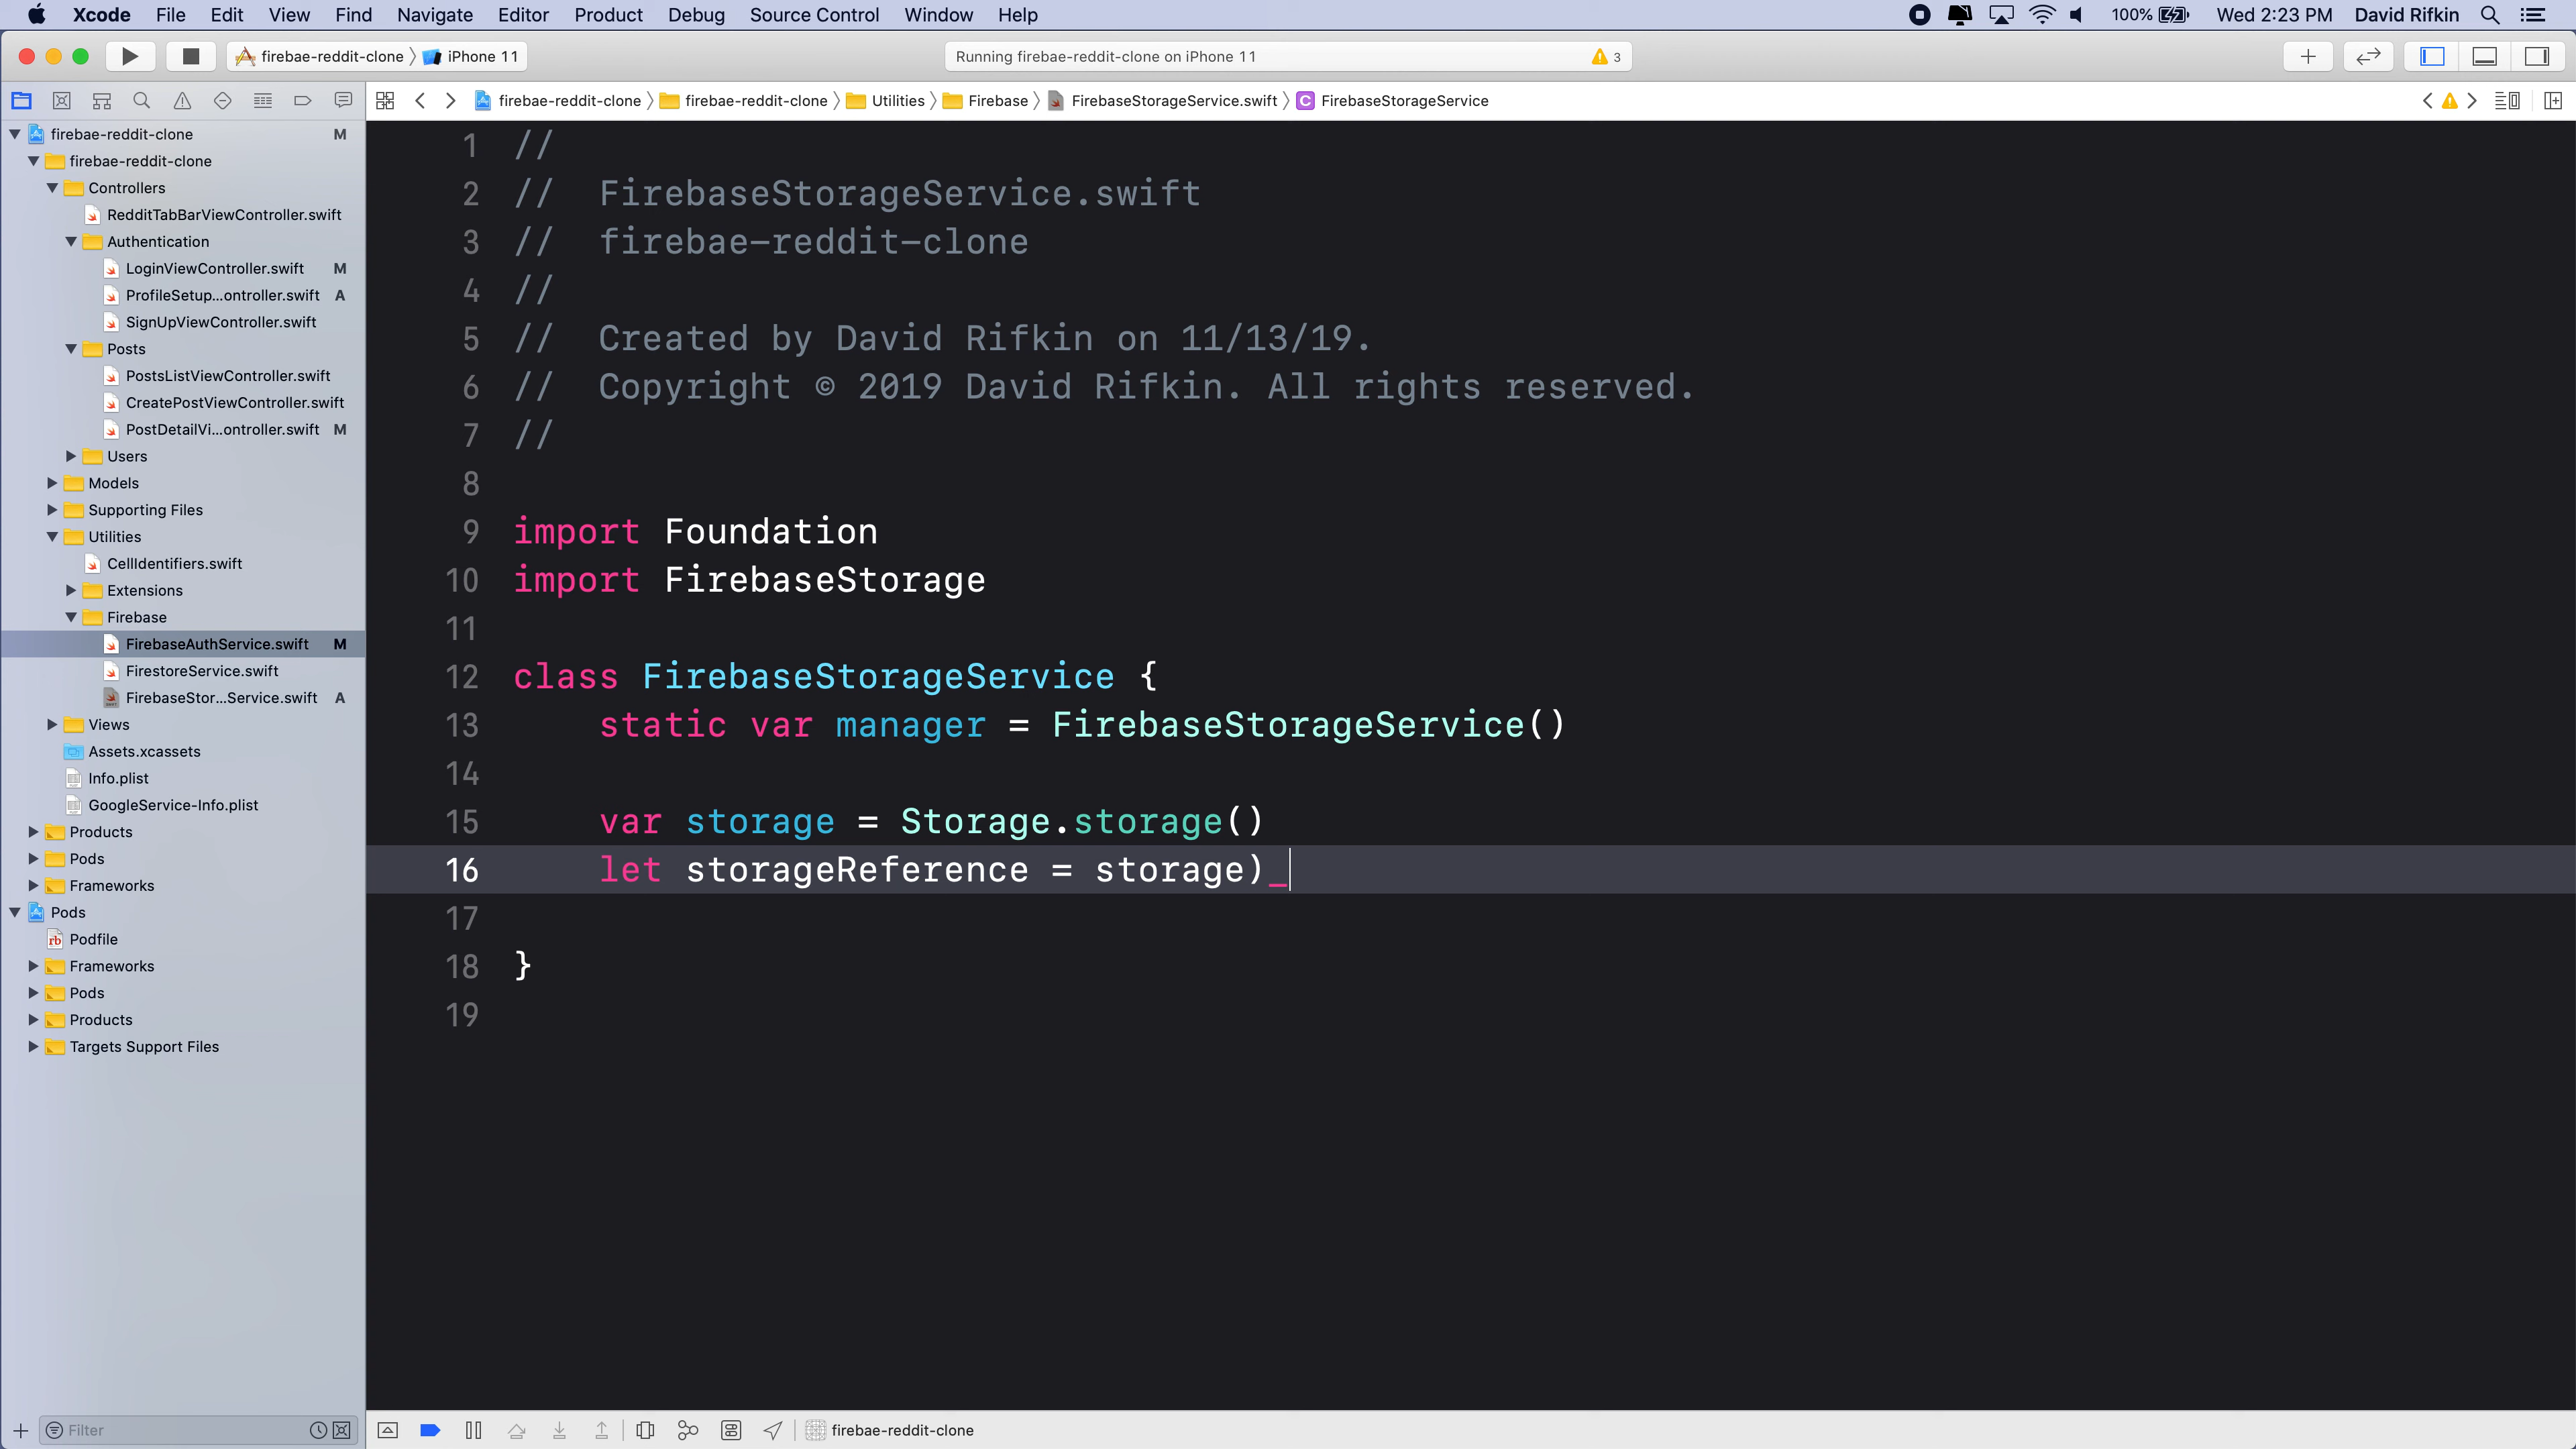 Xcode File Edit View Find Navigate Editor Product Debug Source Control Window Help 100% Wed 2:23 PM David Rifkin
firebae-reddit-clone iPhone 11 Running firebae-reddit-clone on iPhone 11 3
firebae-reddit-clone firebae-reddit-clone Utilities Firebase FirebaseStorageService.swift C FirebaseStorageService
firebae-reddit-clone M
firebae-reddit-clone
Controllers
RedditTabBarViewController.swift
Authentication
LoginViewController.swift M
ProfileSetup...ontroller.swift A
SignUpViewController.swift
Posts
PostsListViewController.swift
CreatePostViewController.swift
PostDetailVi...ontroller.swift M
Users
Models
Supporting Files
Utilities
CellIdentifiers.swift
Extensions
Firebase
FirebaseAuthService.swift M
FirestoreService.swift
FirebaseStor...Service.swift A
Views
Assets.xcassets
Info.plist
GoogleService-Info.plist
Products
Pods
Frameworks
Pods
rb Podfile
Frameworks
Pods
Products
Targets Support Files
Filter
1 //
2 //  FirebaseStorageService.swift
3 //  firebae-reddit-clone
4 //
5 //  Created by David Rifkin on 11/13/19.
6 //  Copyright © 2019 David Rifkin. All rights reserved.
7 //
8
9 import Foundation
10 import FirebaseStorage
11
12 class FirebaseStorageService {
13     static var manager = FirebaseStorageService()
14
15     var storage = Storage.storage()
16     let storageReference = storage)_
17
18 }
19
firebae-reddit-clone